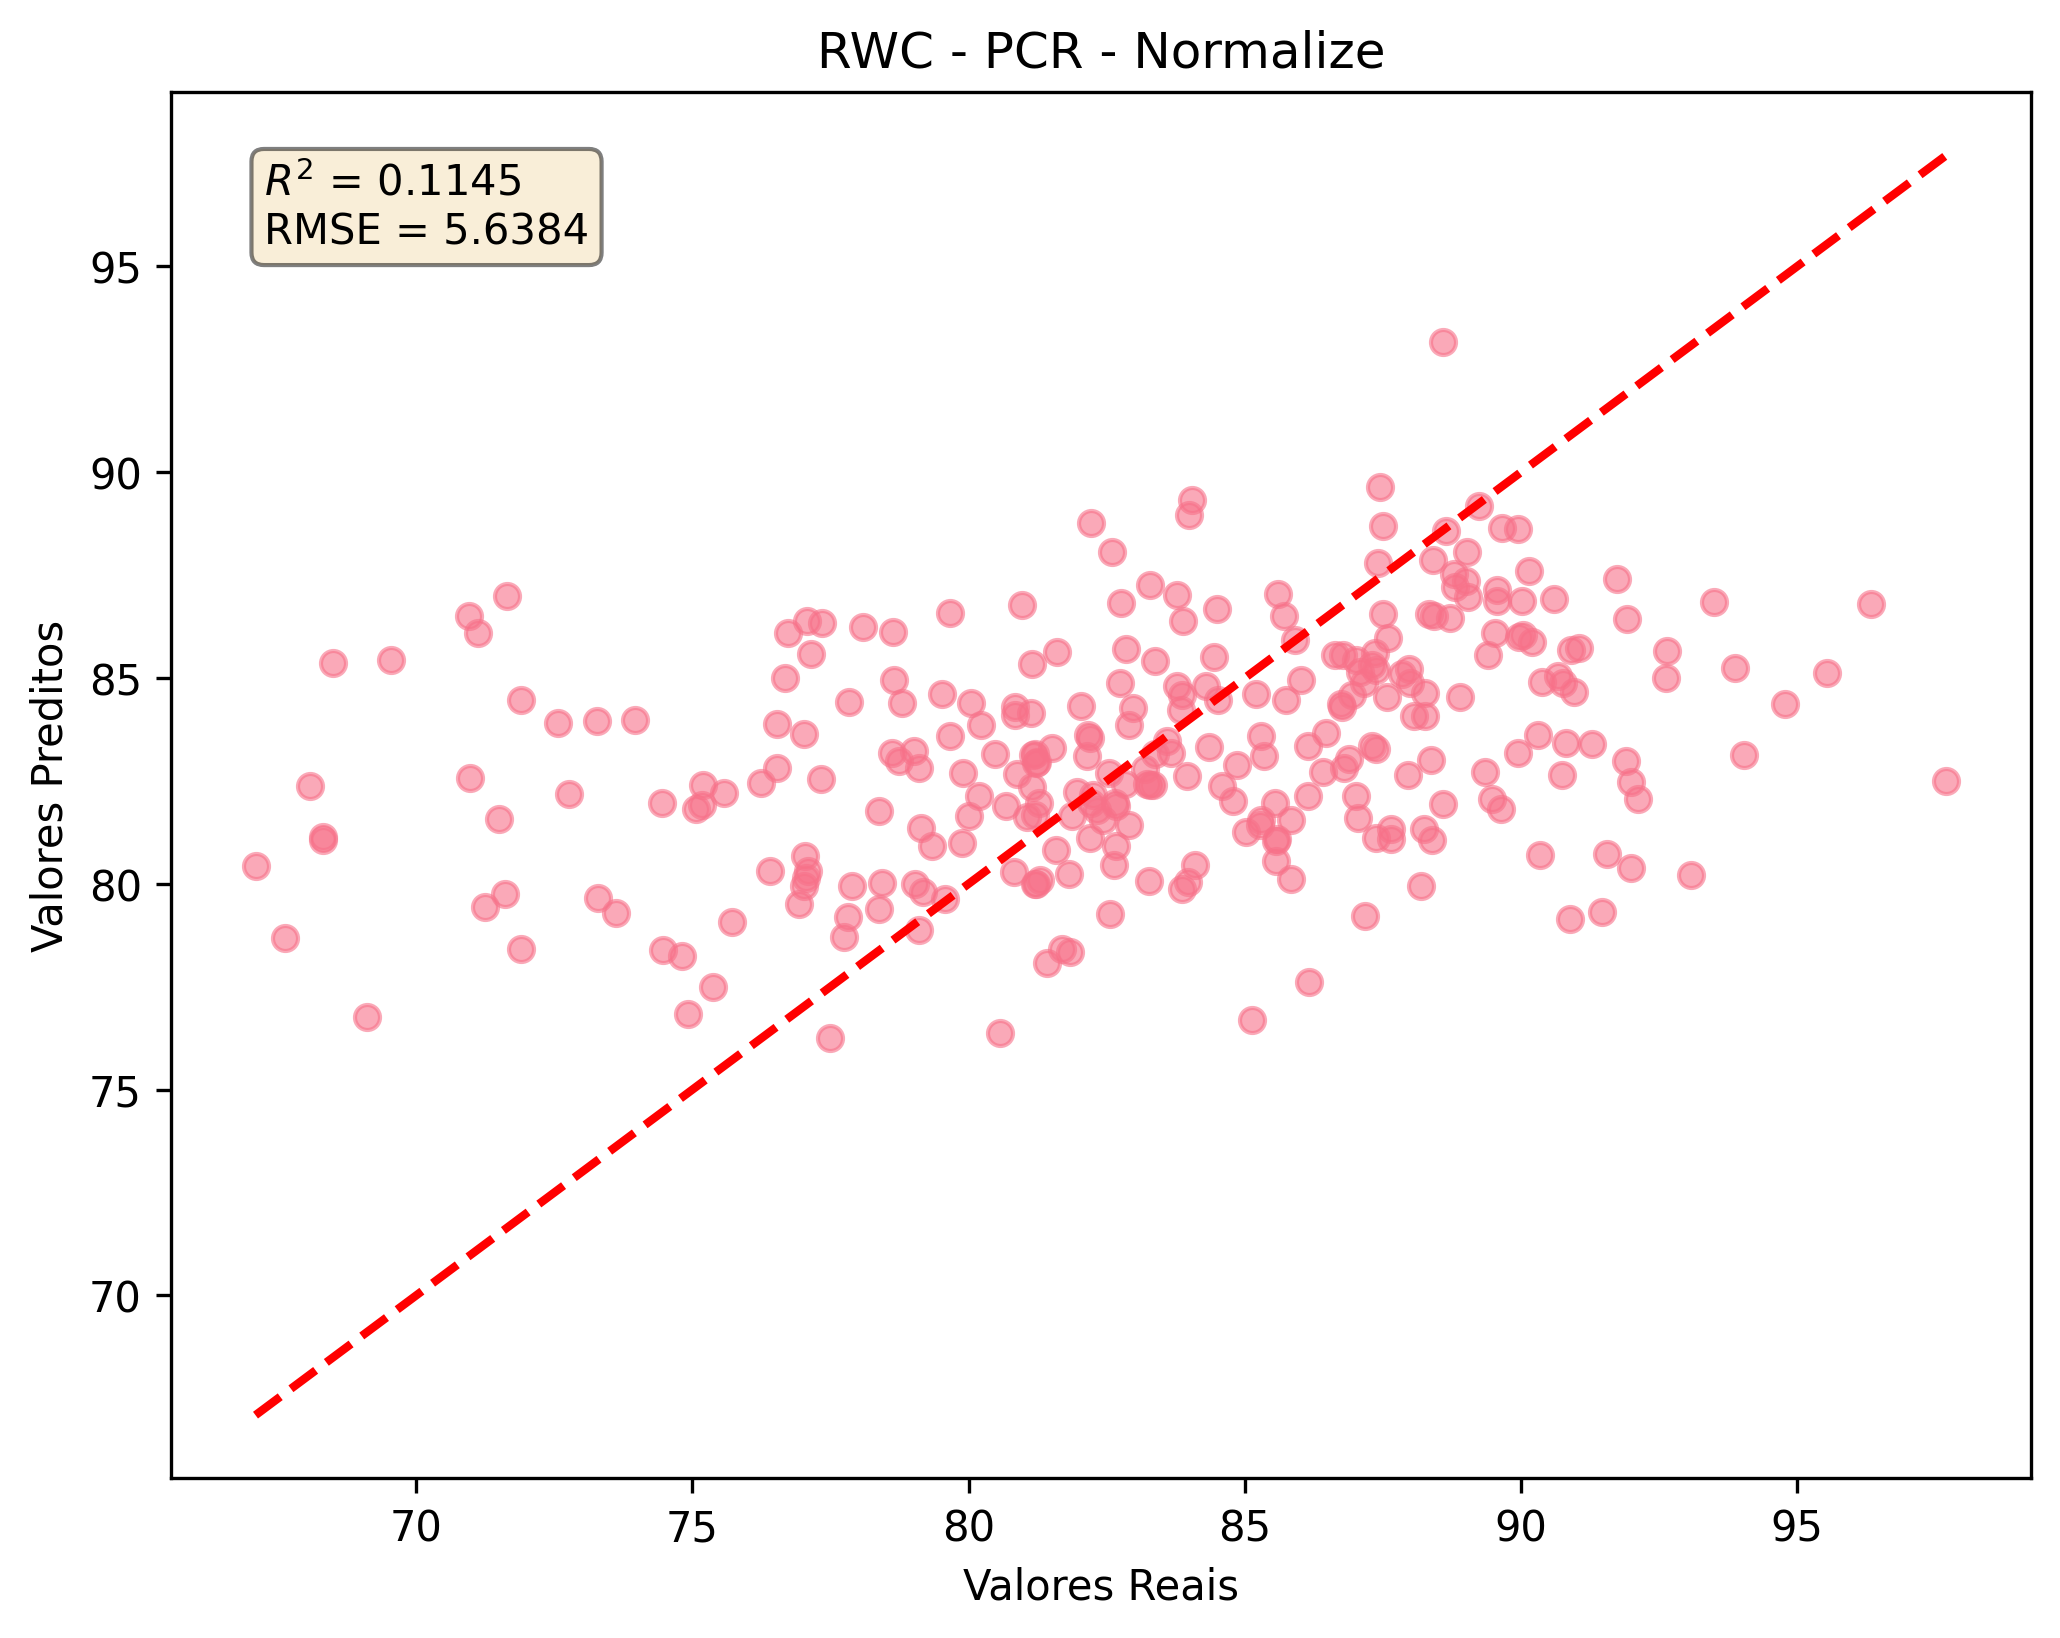 RWC - PCR - Normalize
R² = 0.1145
RMSE = 5.6384
Valores Preditos
95
90
85
80
75
70
70 75 80 85 90 95
Valores Reais